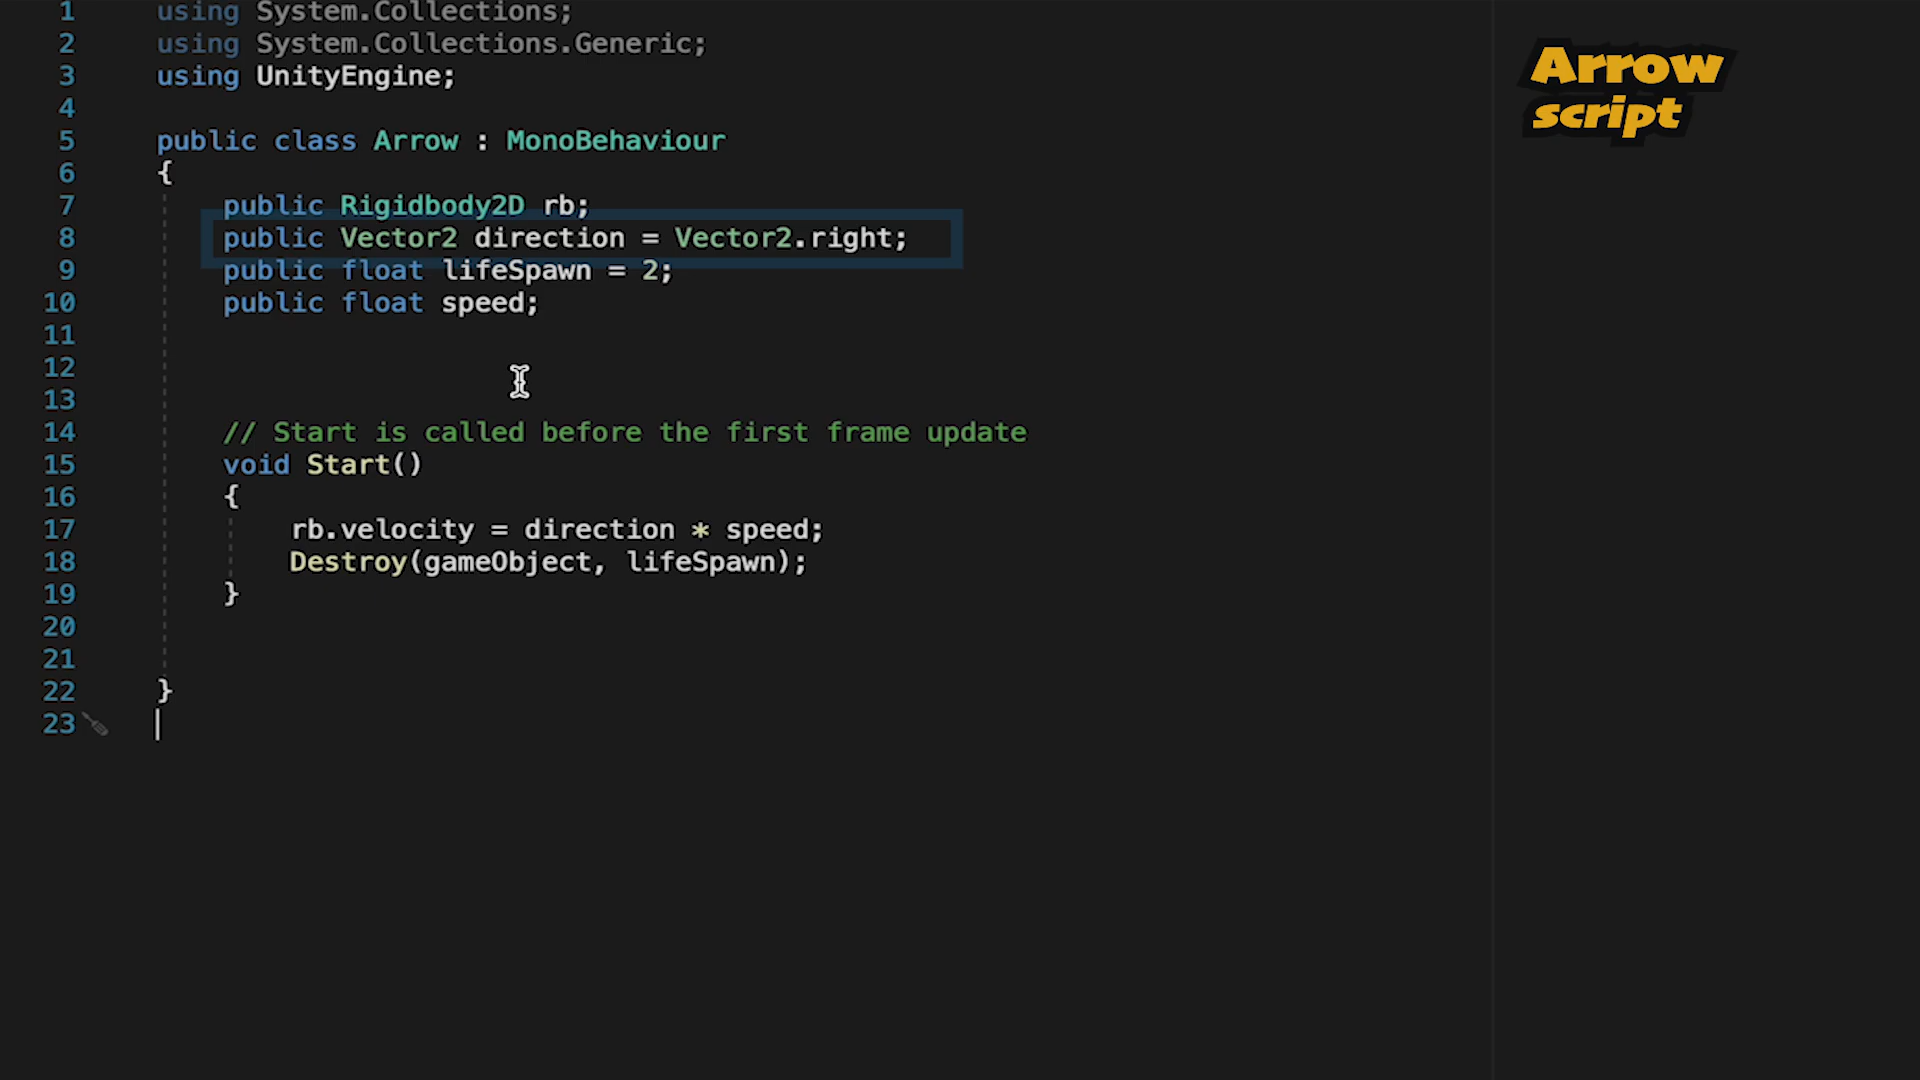 1 using System.Collections;
2 using System.Collections.Generic;
3 using UnityEngine;
4
5 public class Arrow : MonoBehaviour
6 {
7 public Rigidbody2D rb;
8 public Vector2 direction = Vector2.right;
9 public float lifeSpawn = 2;
10 public float speed;
11
12
13
14 // Start is called before the first frame update
15 void Start()
16 {
17 rb.velocity = direction * speed;
18 Destroy(gameObject, lifeSpawn);
19 }
20
21
22 }
23
Arrow
script